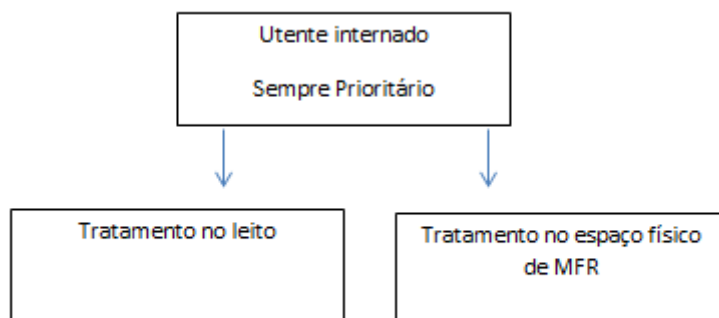 Utente internado
Sempre Prioritário
Tratamento no leito
Tratamento no espaço físico
de MFR